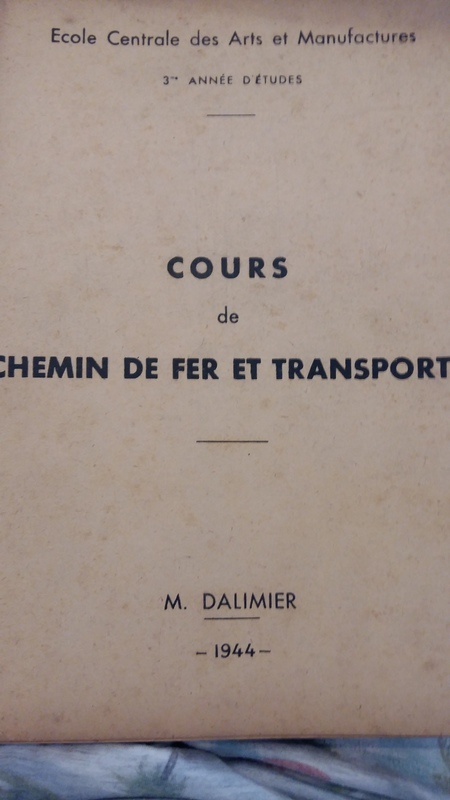 Ecole Centrale des Arts et Manufactures
3me ANNÉE D'ÉTUDES
COURS
de
CHEMIN DE FER ET TRANSPORT
M. DALIMIER
– 1944 –